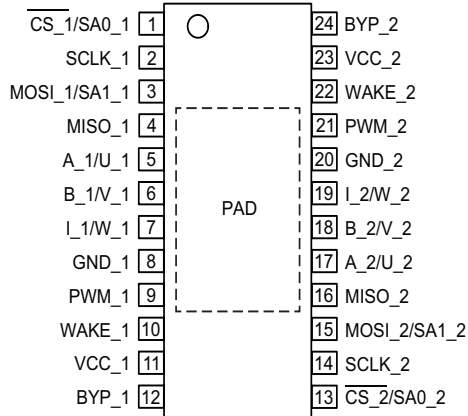 CS_1/SA0_1 1 24 BYP_2
SCLK_1 2 23 VCC_2
MOSI_1/SA1_1 3 22 WAKE_2
MISO_1 4 21 PWM_2
A_1/U_1 5 20 GND_2
B_1/V_1 6 19 I_2/W_2
I_1/W_1 7 PAD 18 B_2/V_2
GND_1 8 17 A_2/U_2
PWM_1 9 16 MISO_2
WAKE_1 10 15 MOSI_2/SA1_2
VCC_1 11 14 SCLK_2
BYP_1 12 13 CS_2/SA0_2